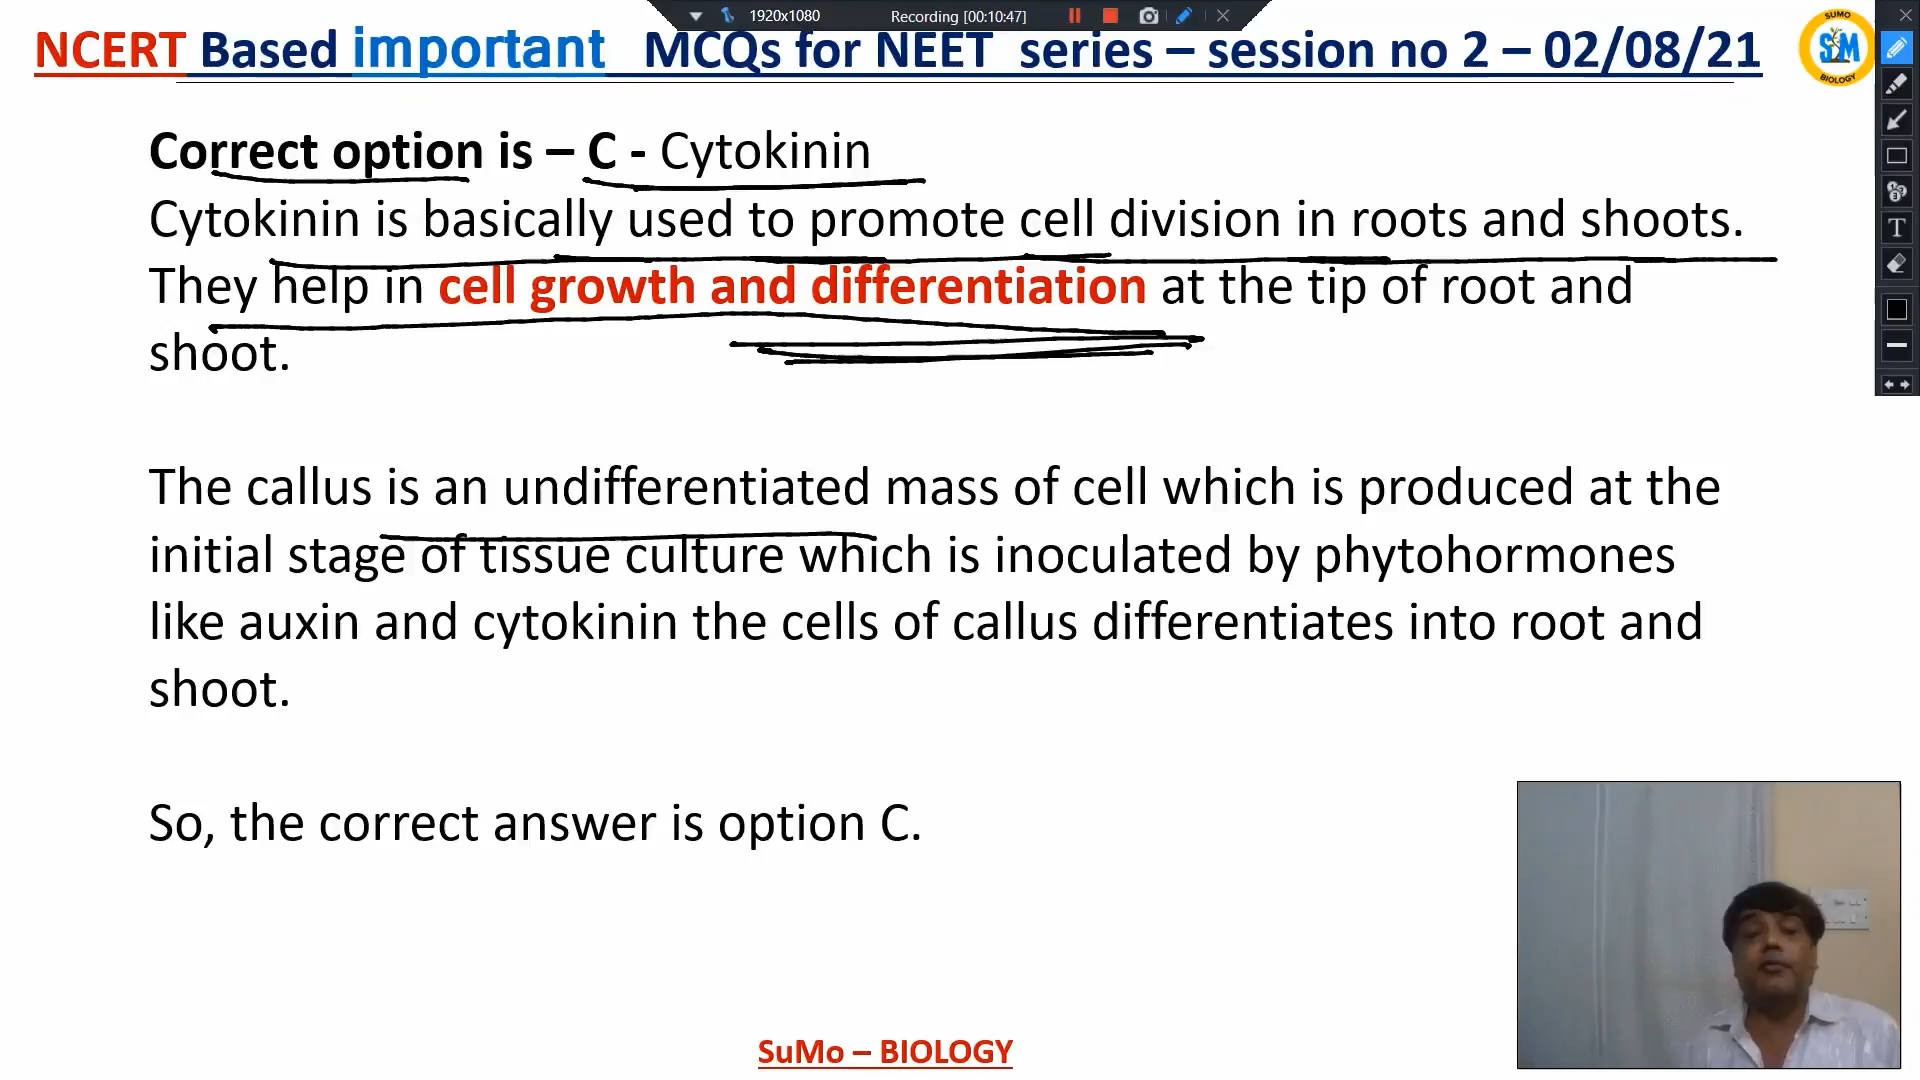 1920x1080 Recording [00:10:47]
NCERT Based important MCQs for NEET series – session no 2 – 02/08/21
SUMO
SM
BIOLOGY
Correct option is – C - Cytokinin
Cytokinin is basically used to promote cell division in roots and shoots.
They help in cell growth and differentiation at the tip of root and
shoot.
The callus is an undifferentiated mass of cell which is produced at the
initial stage of tissue culture which is inoculated by phytohormones
like auxin and cytokinin the cells of callus differentiates into root and
shoot.
So, the correct answer is option C.
SuMo – BIOLOGY